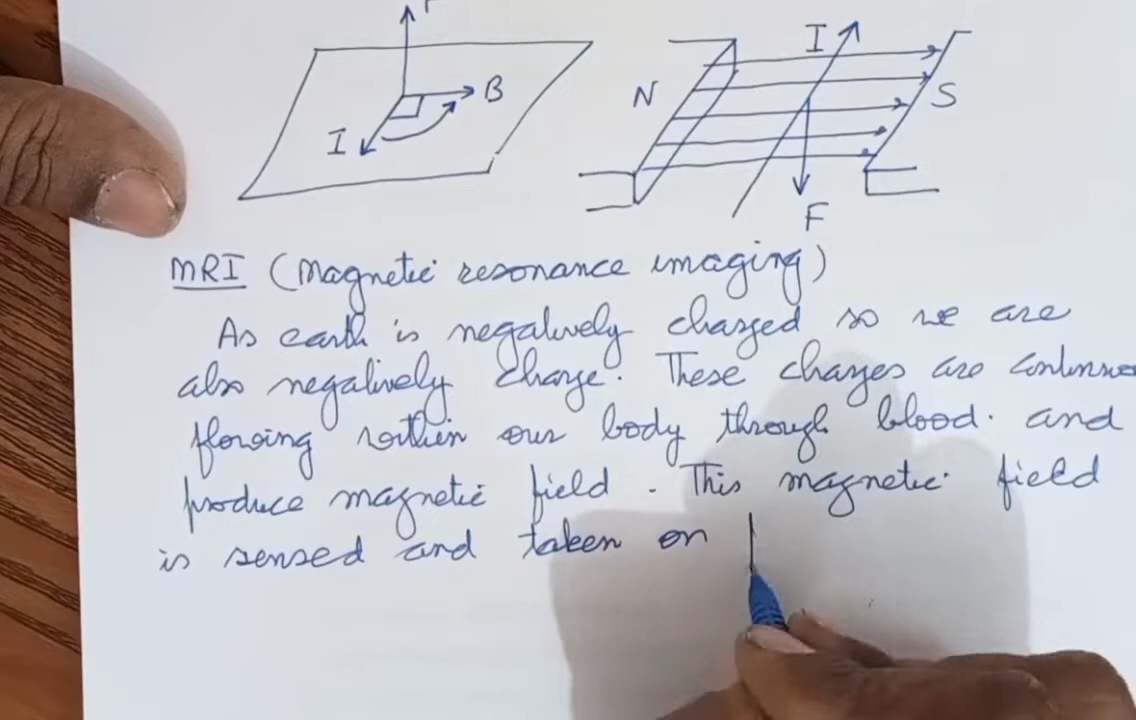 I B
N I S
F
MRI (Magnetic resonance imaging)
As earth is negatively charged so we are
also negatively charge. These charges are
flowing within our body through blood. and
produce magnetic field. This magnetic field
is sensed and taken on